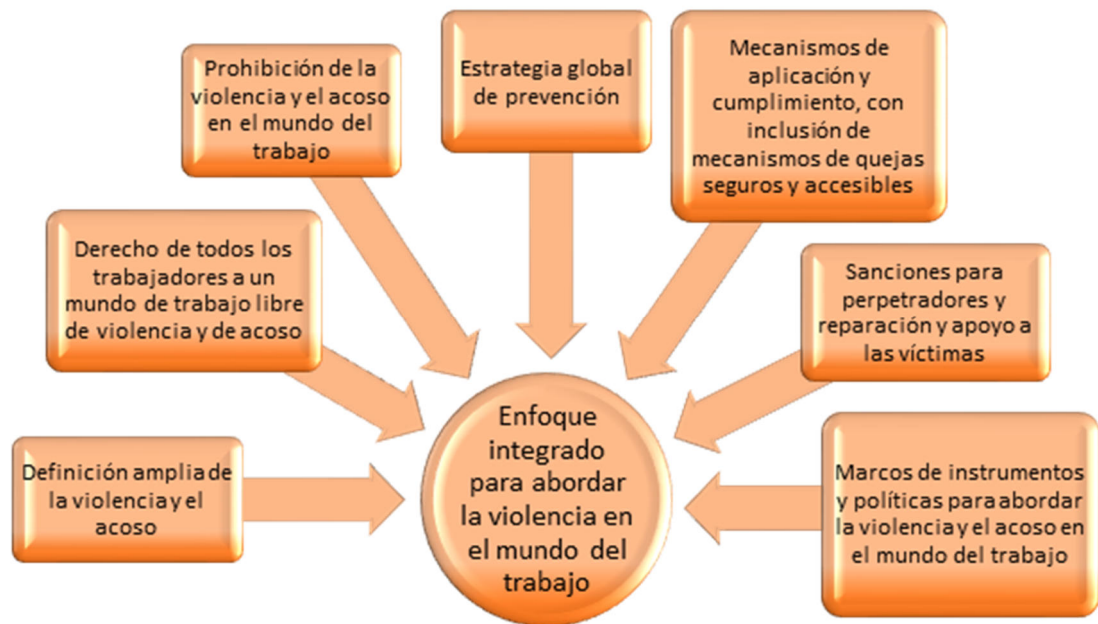 Prohibición de la
violencia y el acoso
en el mundo del
trabajo
Estrategia global
de prevención
Mecanismos de
aplicación y
cumplimiento, con
inclusión de
mecanismos de quejas
seguros y accesibles
Derecho de todos los
trabajadores a un
mundo de trabajo libre
de violencia y de acoso
Sanciones para
perpetradores y
reparación y apoyo a
las víctimas
Definición amplia de
la violencia y el
acoso
Enfoque
integrado
para abordar
la violencia en
el mundo del
trabajo
Marcos de instrumentos
y políticas para abordar
la violencia y el acoso en
el mundo del trabajo